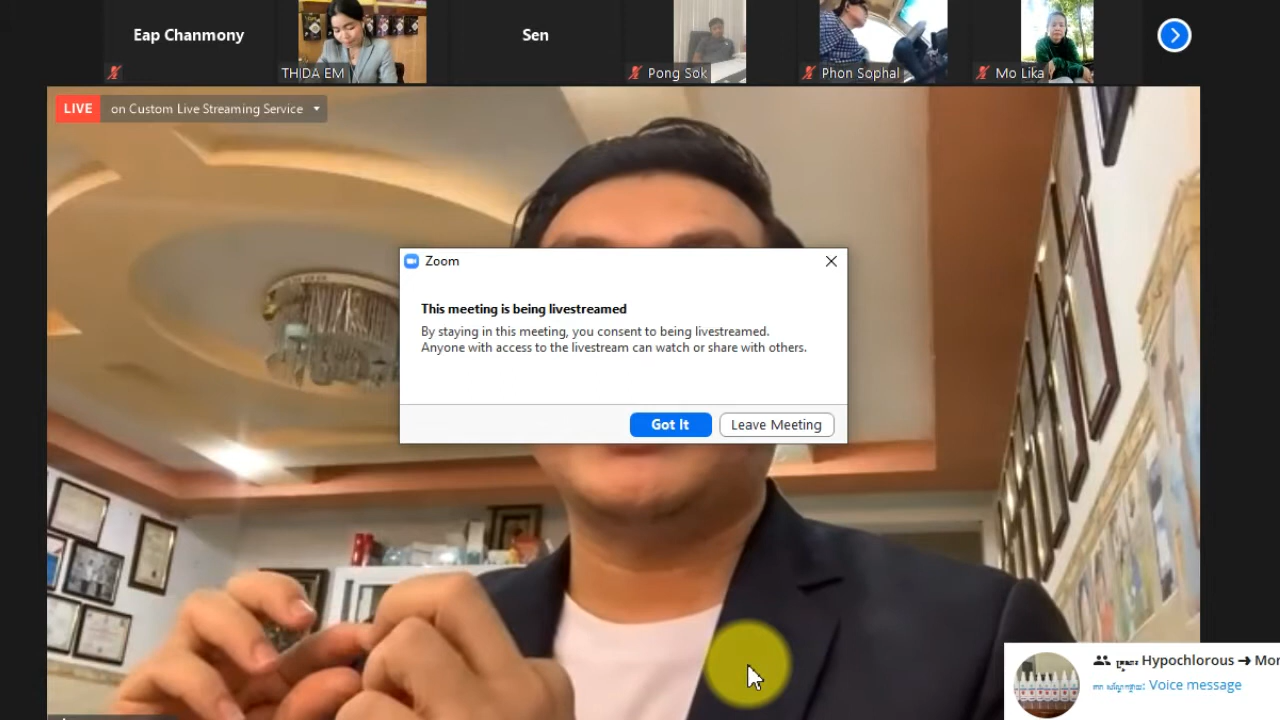 Eap Chanmony
Sen
THIDA EM
Pong Sok
Phon Sophal
Mo Lika
LIVE on Custom Live Streaming Service
Zoom
This meeting is being livestreamed
By staying in this meeting, you consent to being livestreamed.
Anyone with access to the livestream can watch or share with others.
Got It
Leave Meeting
Hypochlorous ➜ Mor
Voice message